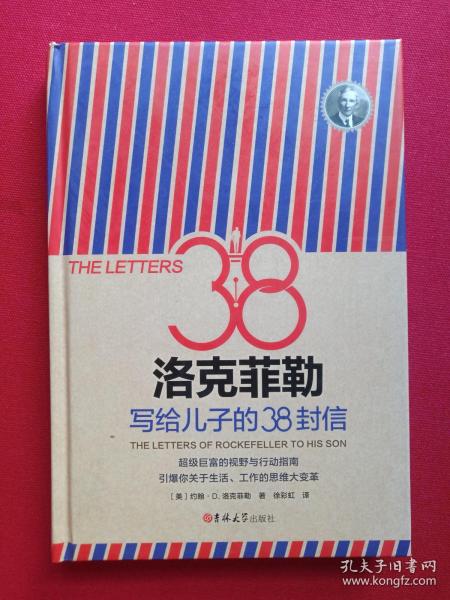 THE LETTERS
38
洛克菲勒
写给儿子的38封信
THE LETTERS OF ROCKEFELLER TO HIS SON
超级巨富的视野与行动指南
引爆你关于生活、工作的思维大变革
［美］约翰·D. 洛克菲勒 著 徐彩虹 译
吉林大学出版社
孔夫子旧书网
www.kongfz.com